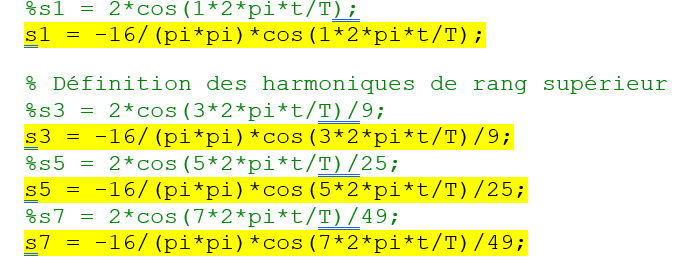 %s1 = 2*cos(1*2*pi*t/T);
s1 = -16/(pi*pi)*cos(1*2*pi*t/T);
% Définition des harmoniques de rang supérieur
%s3 = 2*cos(3*2*pi*t/T)/9;
s3 = -16/(pi*pi)*cos(3*2*pi*t/T)/9;
%s5 = 2*cos(5*2*pi*t/T)/25;
s5 = -16/(pi*pi)*cos(5*2*pi*t/T)/25;
%s7 = 2*cos(7*2*pi*t/T)/49;
s7 = -16/(pi*pi)*cos(7*2*pi*t/T)/49;